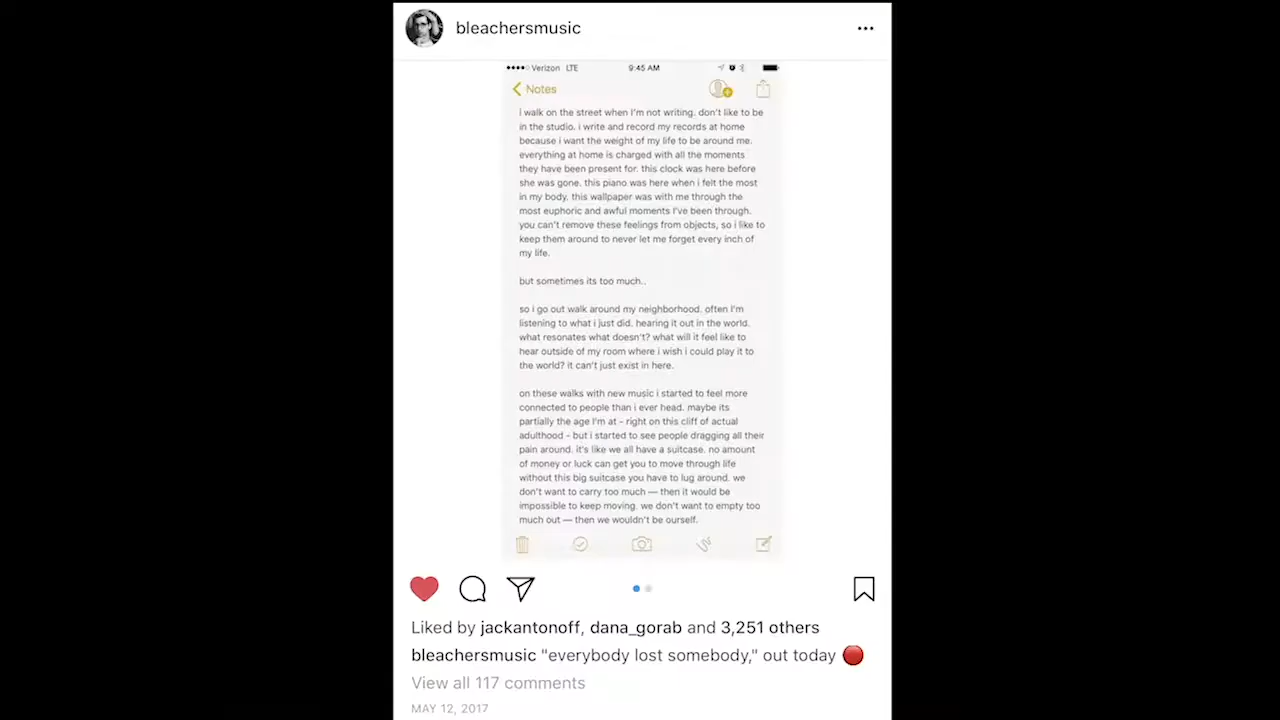 bleachersmusic
Verizon LTE
9:45 AM
Notes
i walk on the street when I'm not writing. don't like to be
in the studio. i write and record my records at home
because i want the weight of my life to be around me.
everything at home is charged with all the moments
they have been present for. this clock was here before
she was gone. this piano was here when i felt the most
in my body. this wallpaper was with me through the
most euphoric and awful moments I've been through.
you can't remove these feelings from objects, so i like to
keep them around to never let me forget every inch of
my life.
but sometimes its too much..
so i go out walk around my neighborhood. often I'm
listening to what i just did. hearing it out in the world.
what resonates what doesn't? what will it feel like to
hear outside of my room where i wish i could play it to
the world? it can't just exist in here.
on these walks with new music i started to feel more
connected to people than i ever head. maybe its
partially the age I'm at - right on this cliff of actual
adulthood - but i started to see people dragging all their
pain around. it's like we all have a suitcase. no amount
of money or luck can get you to move through life
without this big suitcase you have to lug around. we
don't want to carry too much — then it would be
impossible to keep moving. we don't want to empty too
much out — then we wouldn't be ourself.
Liked by jackantonoff, dana_gorab and 3,251 others
bleachersmusic "everybody lost somebody," out today
View all 117 comments
MAY 12, 2017